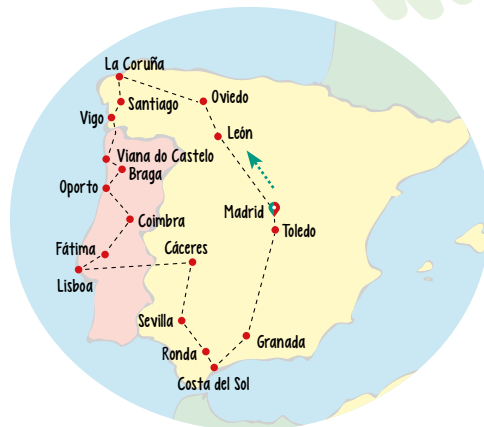 La Coruña
Oviedo
Santiago
Vigo
León
Viana do Castelo
Braga
Oporto
Madrid
Coimbra
Toledo
Fátima
Cáceres
Lisboa
Sevilla
Granada
Ronda
Costa del Sol